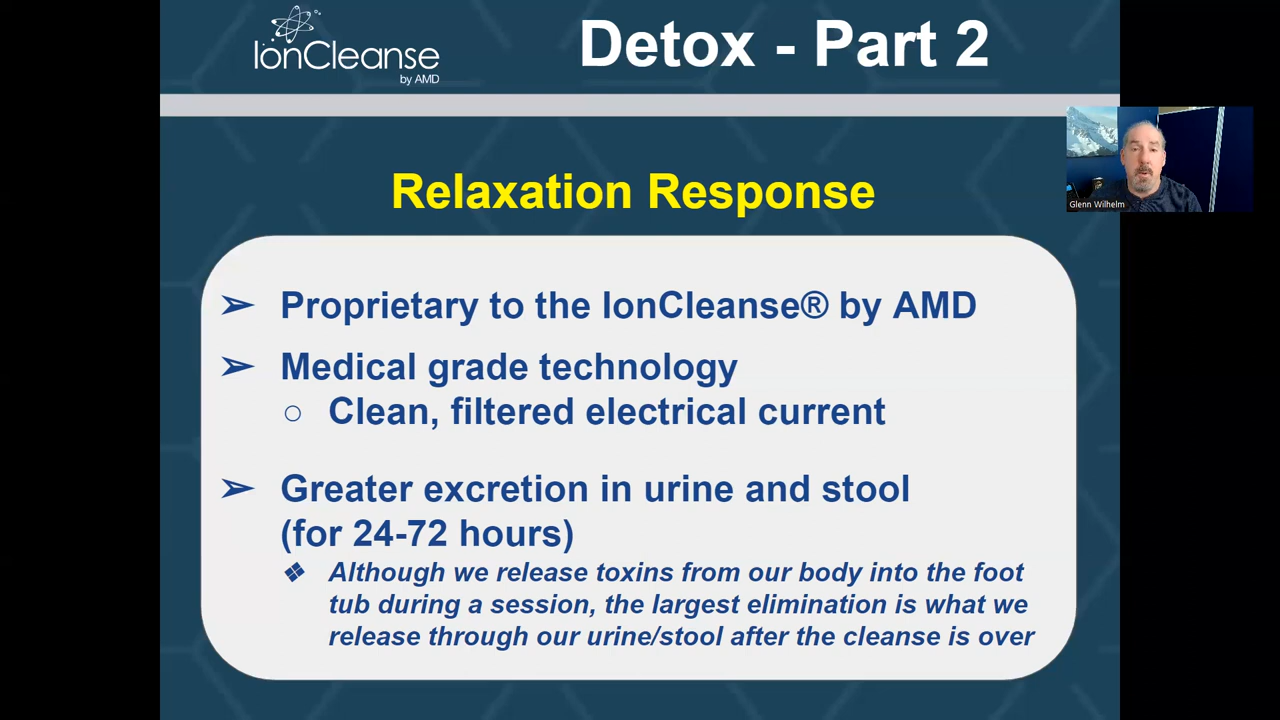 IonCleanse
by AMD
Detox - Part 2
Glenn Wilhelm
Relaxation Response
➢ Proprietary to the IonCleanse® by AMD
➢ Medical grade technology
○ Clean, filtered electrical current
➢ Greater excretion in urine and stool
(for 24-72 hours)
❖ Although we release toxins from our body into the foot
tub during a session, the largest elimination is what we
release through our urine/stool after the cleanse is over